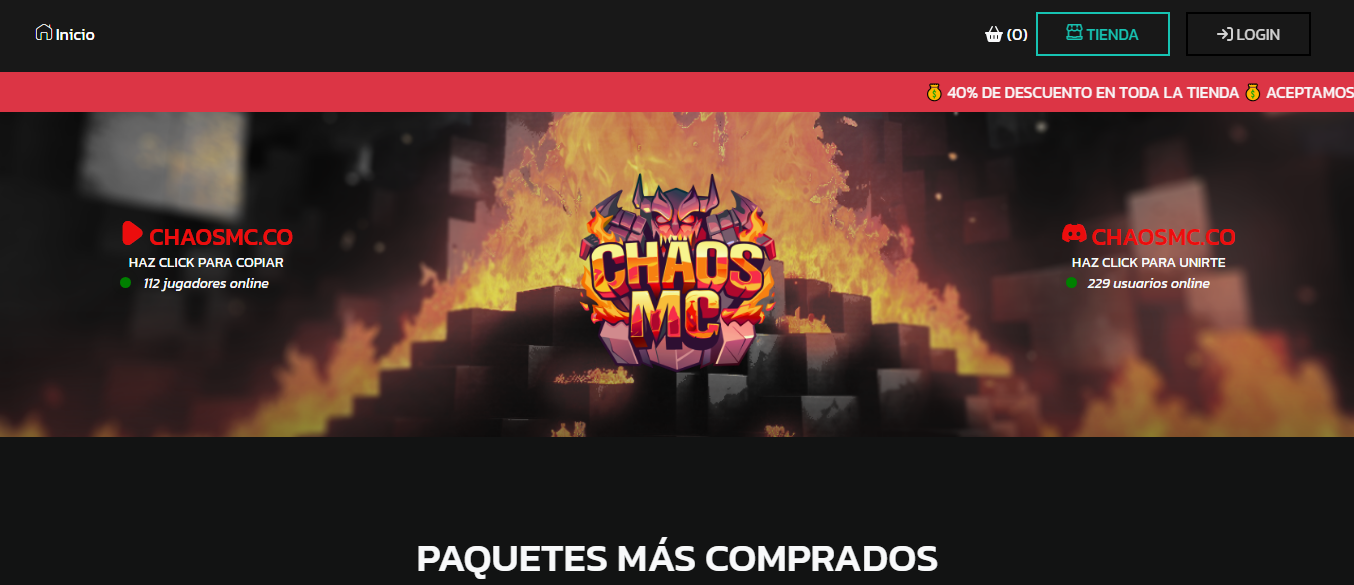 Inicio
(0)
TIENDA
LOGIN
40% DE DESCUENTO EN TODA LA TIENDA
ACEPTAMOS
CHAOSMC.CO
HAZ CLICK PARA COPIAR
112 jugadores online
CHAOS
MC
CHAOSMC.CO
HAZ CLICK PARA UNIRTE
229 usuarios online
PAQUETES MÁS COMPRADOS